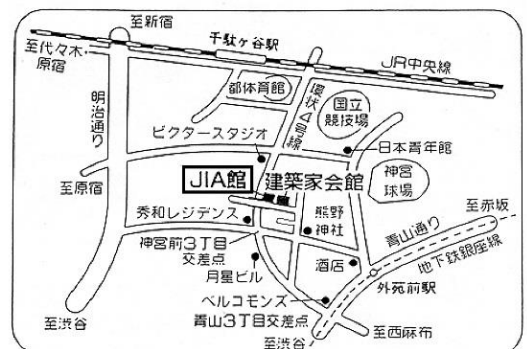 至新宿
千駄ヶ谷駅
至代々木・
原宿
JR中央線
都体育館
環状4号線
国立
競技場
明治通り
ビクタースタジオ
日本青年館
JIA館
建築家会館
神宮
球場
至原宿
秀和レジデンス
熊野
神社
至赤坂
青山通り
神宮前3丁目
交差点
地下鉄銀座線
酒店
月星ビル
外苑前駅
ベルコモンズ
青山3丁目交差点
至渋谷
至渋谷
至西麻布